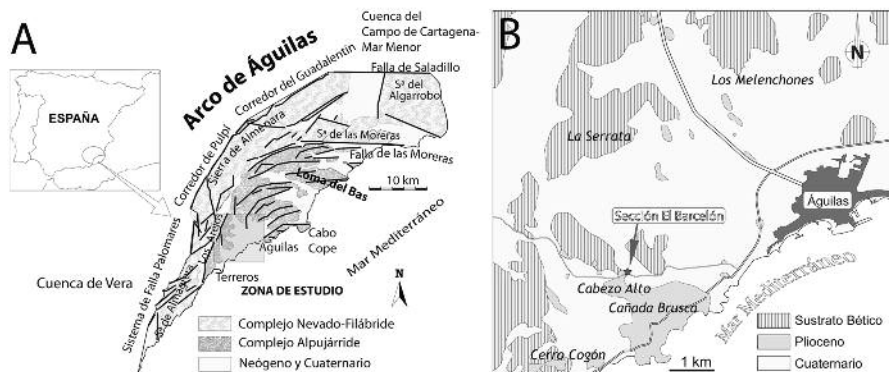 A
ESPAÑA
Arco de Águilas
Cuenca del
Campo de Cartagena-
Mar Menor
Falla de Saladillo
Sª del
Algarrobo
Corredor del Guadalentín
Corredor de Pulpí
Sierra de Almenara
Sª de las Moreras
Falla de las Moreras
Loma del Bas
10 km
Cabo
Cope
Mar Mediterráneo
Águilas
Terreros
Sistema de Falla Palomares
Cuenca de Vera
N
ZONA DE ESTUDIO
Complejo Nevado-Filábride
Complejo Alpujárride
Neógeno y Cuaternario
B
N
Los Melenchones
La Serrata
Águilas
Sección El Barcelón
Cabezo Alto
Cañada Brusca
Cerro Cogón
Mar Mediterráneo
1 km
Sustrato Bético
Plioceno
Cuaternario